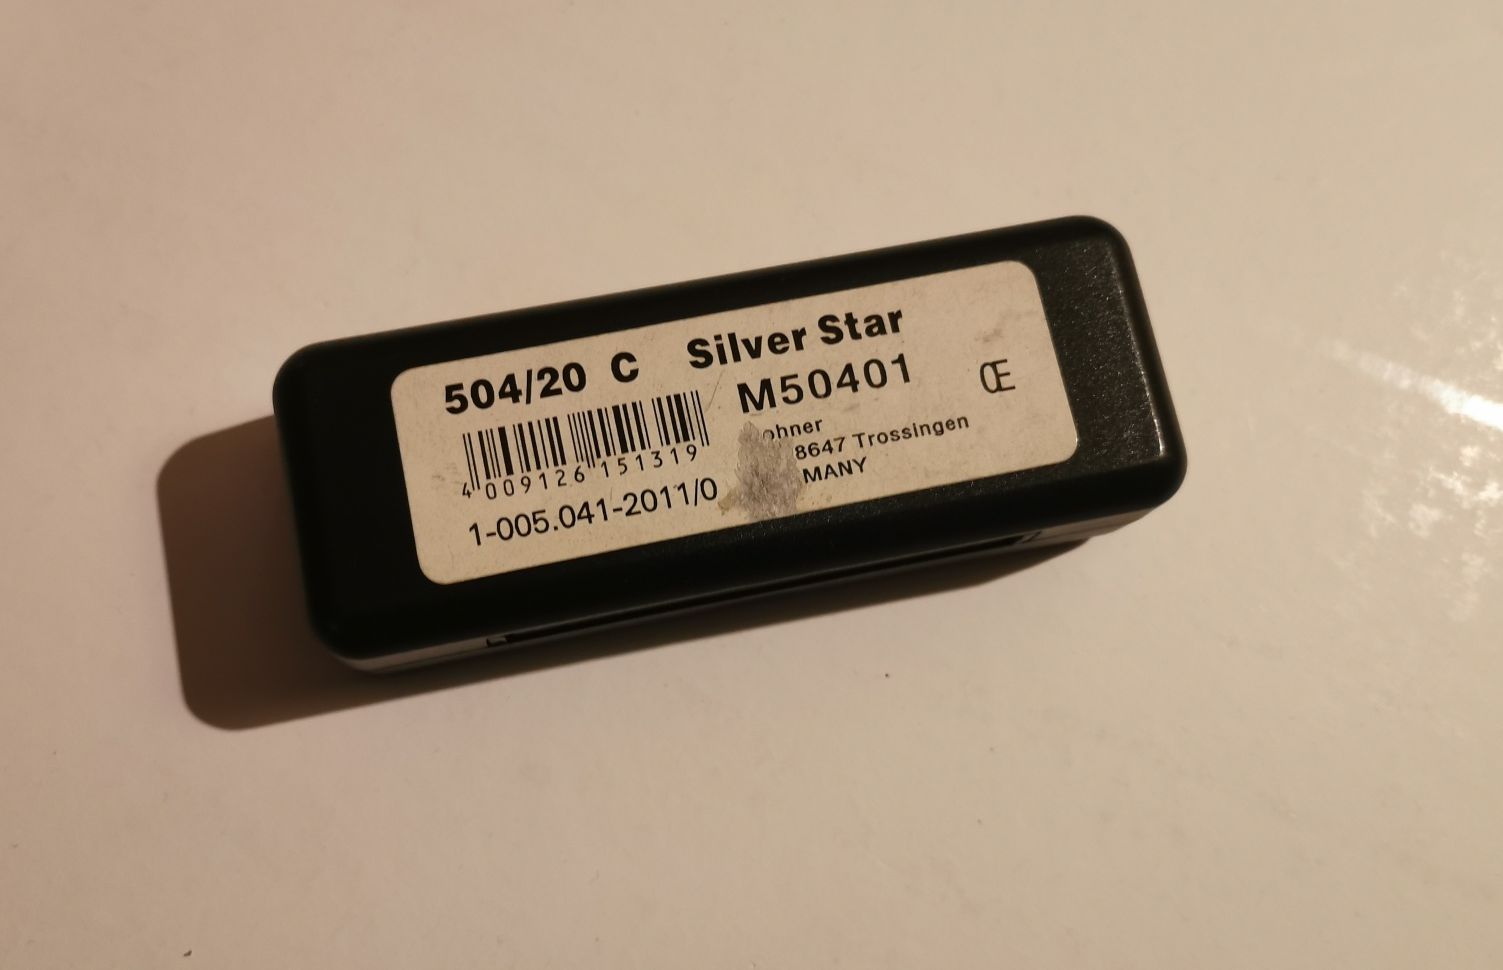 504/20 C Silver Star
M50401
4 009126 151319
1-005.041-2011/0
ohner
8647 Trossingen
MANY
CE